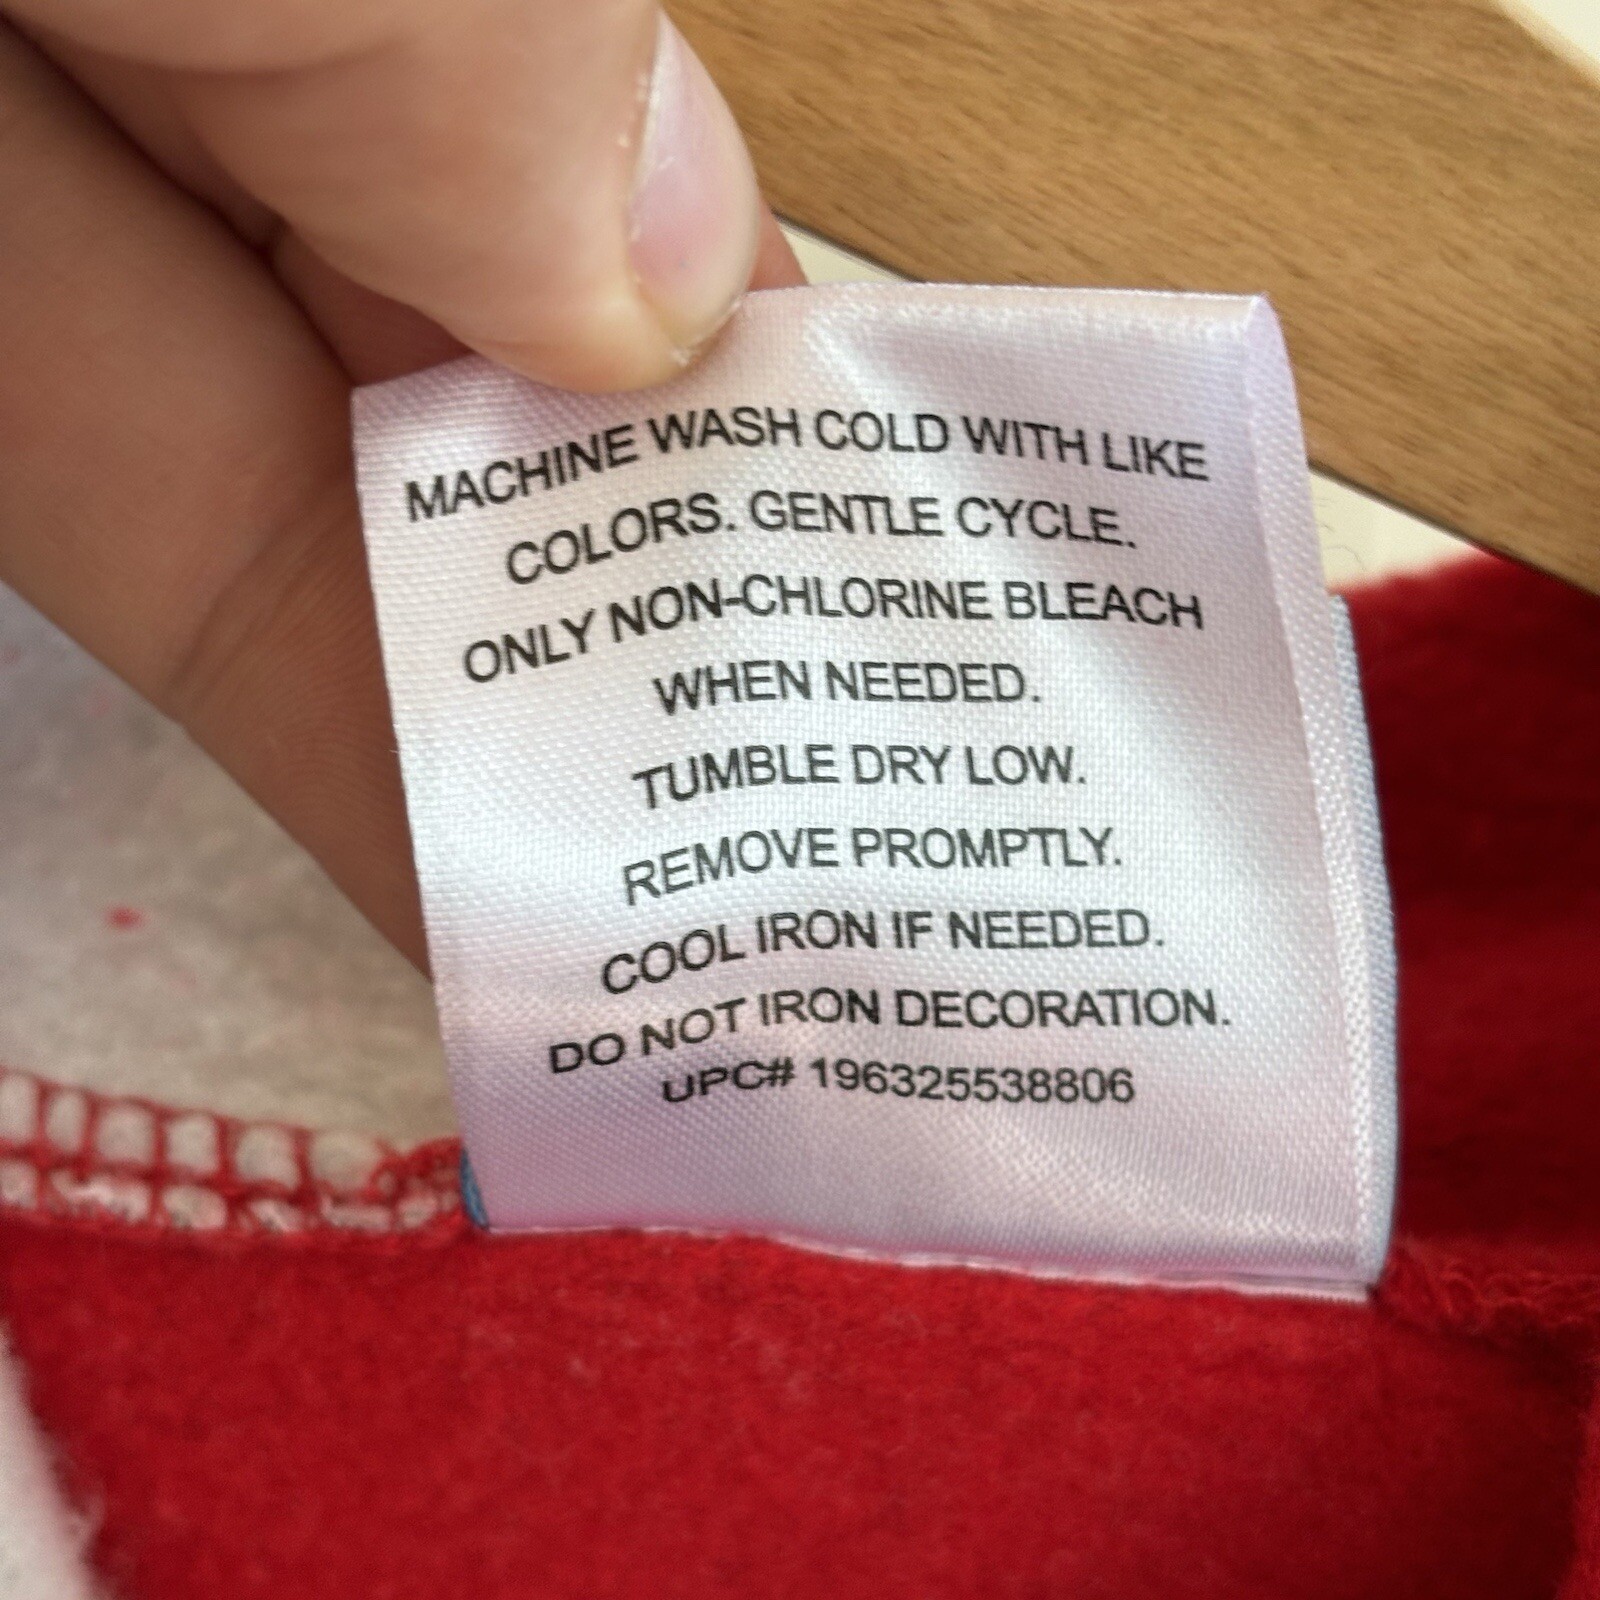 MACHINE WASH COLD WITH LIKE
COLORS. GENTLE CYCLE.
ONLY NON-CHLORINE BLEACH
WHEN NEEDED.
TUMBLE DRY LOW.
REMOVE PROMPTLY.
COOL IRON IF NEEDED.
DO NOT IRON DECORATION.
UPC# 196325538806